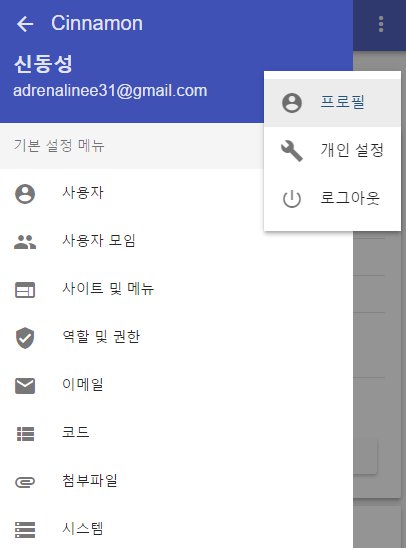 Cinnamon
신동성
adrenalinee31@gmail.com
프로필
개인 설정
로그아웃
기본 설정 메뉴
사용자
사용자 모임
사이트 및 메뉴
역할 및 권한
이메일
코드
첨부파일
시스템